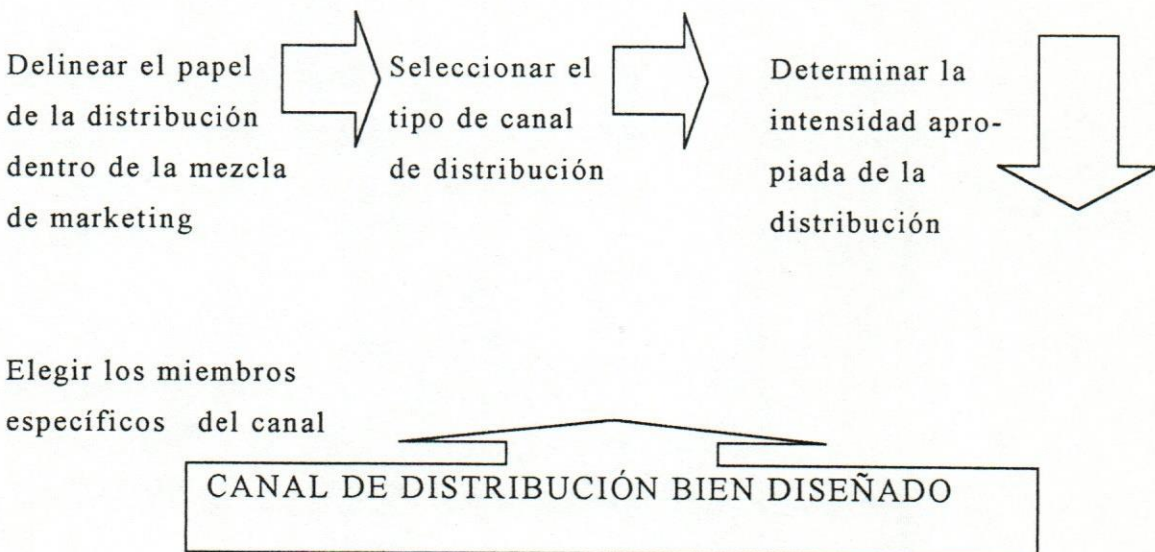 Delinear el papel
de la distribución
dentro de la mezcla
de marketing
Seleccionar el
tipo de canal
de distribución
Determinar la
intensidad apro-
piada de la
distribución
Elegir los miembros
específicos del canal
CANAL DE DISTRIBUCIÓN BIEN DISEÑADO